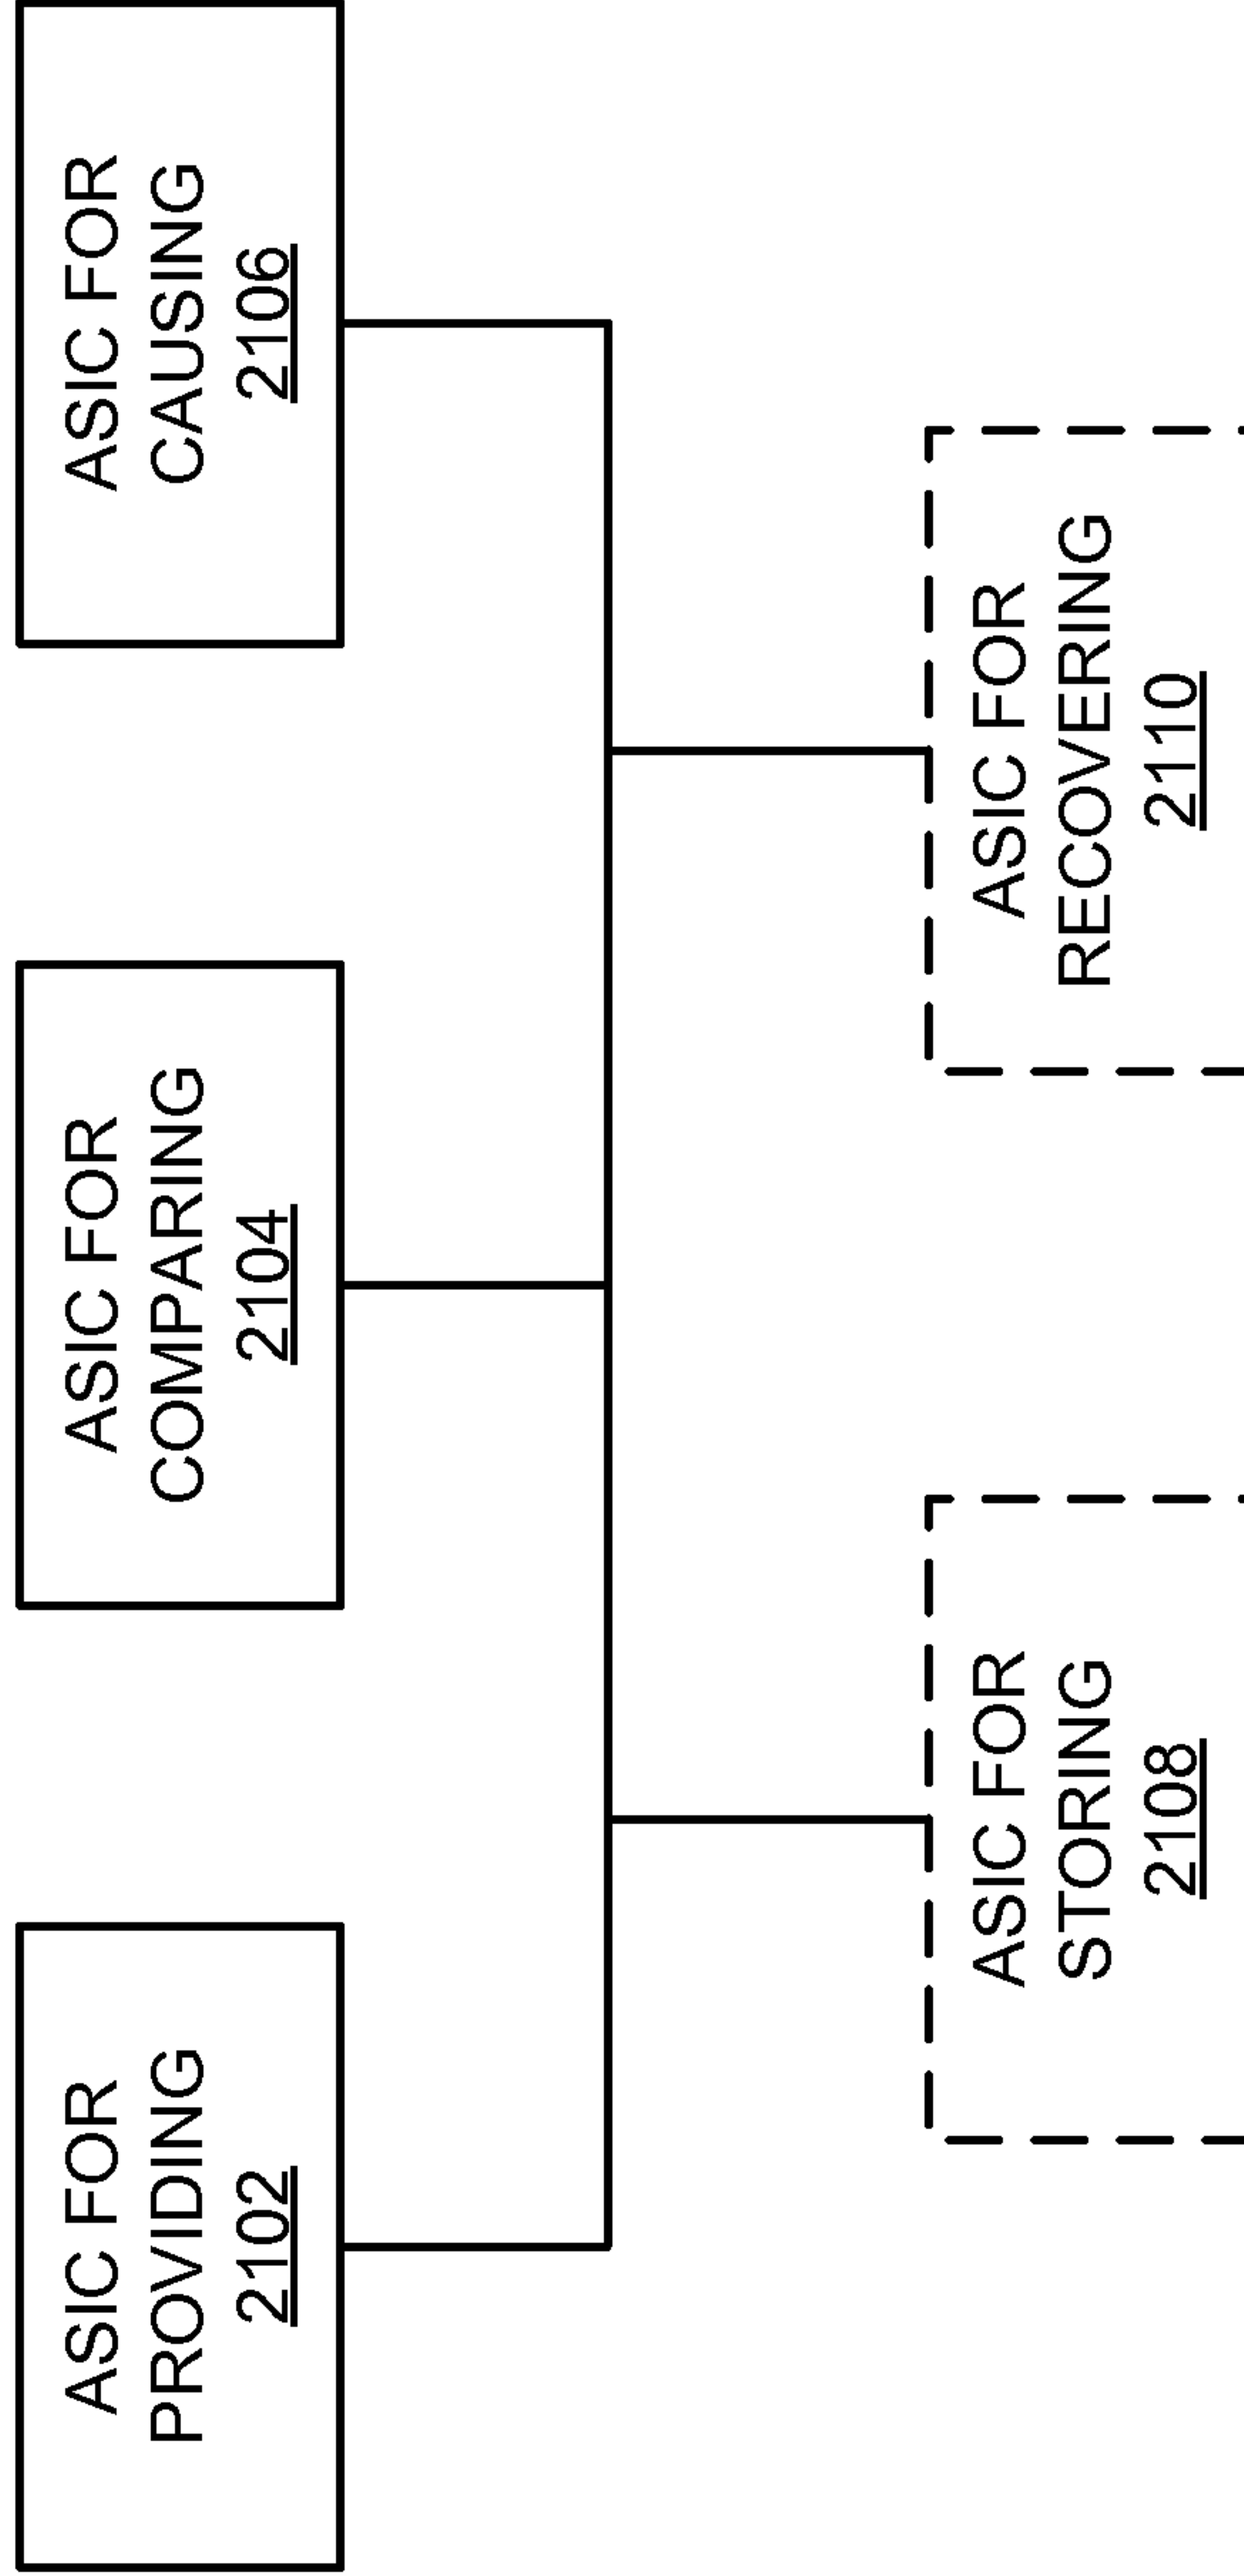 ASIC FOR
PROVIDING
2102
ASIC FOR
COMPARING
2104
ASIC FOR
CAUSING
2106
ASIC FOR
STORING
2108
ASIC FOR
RECOVERING
2110